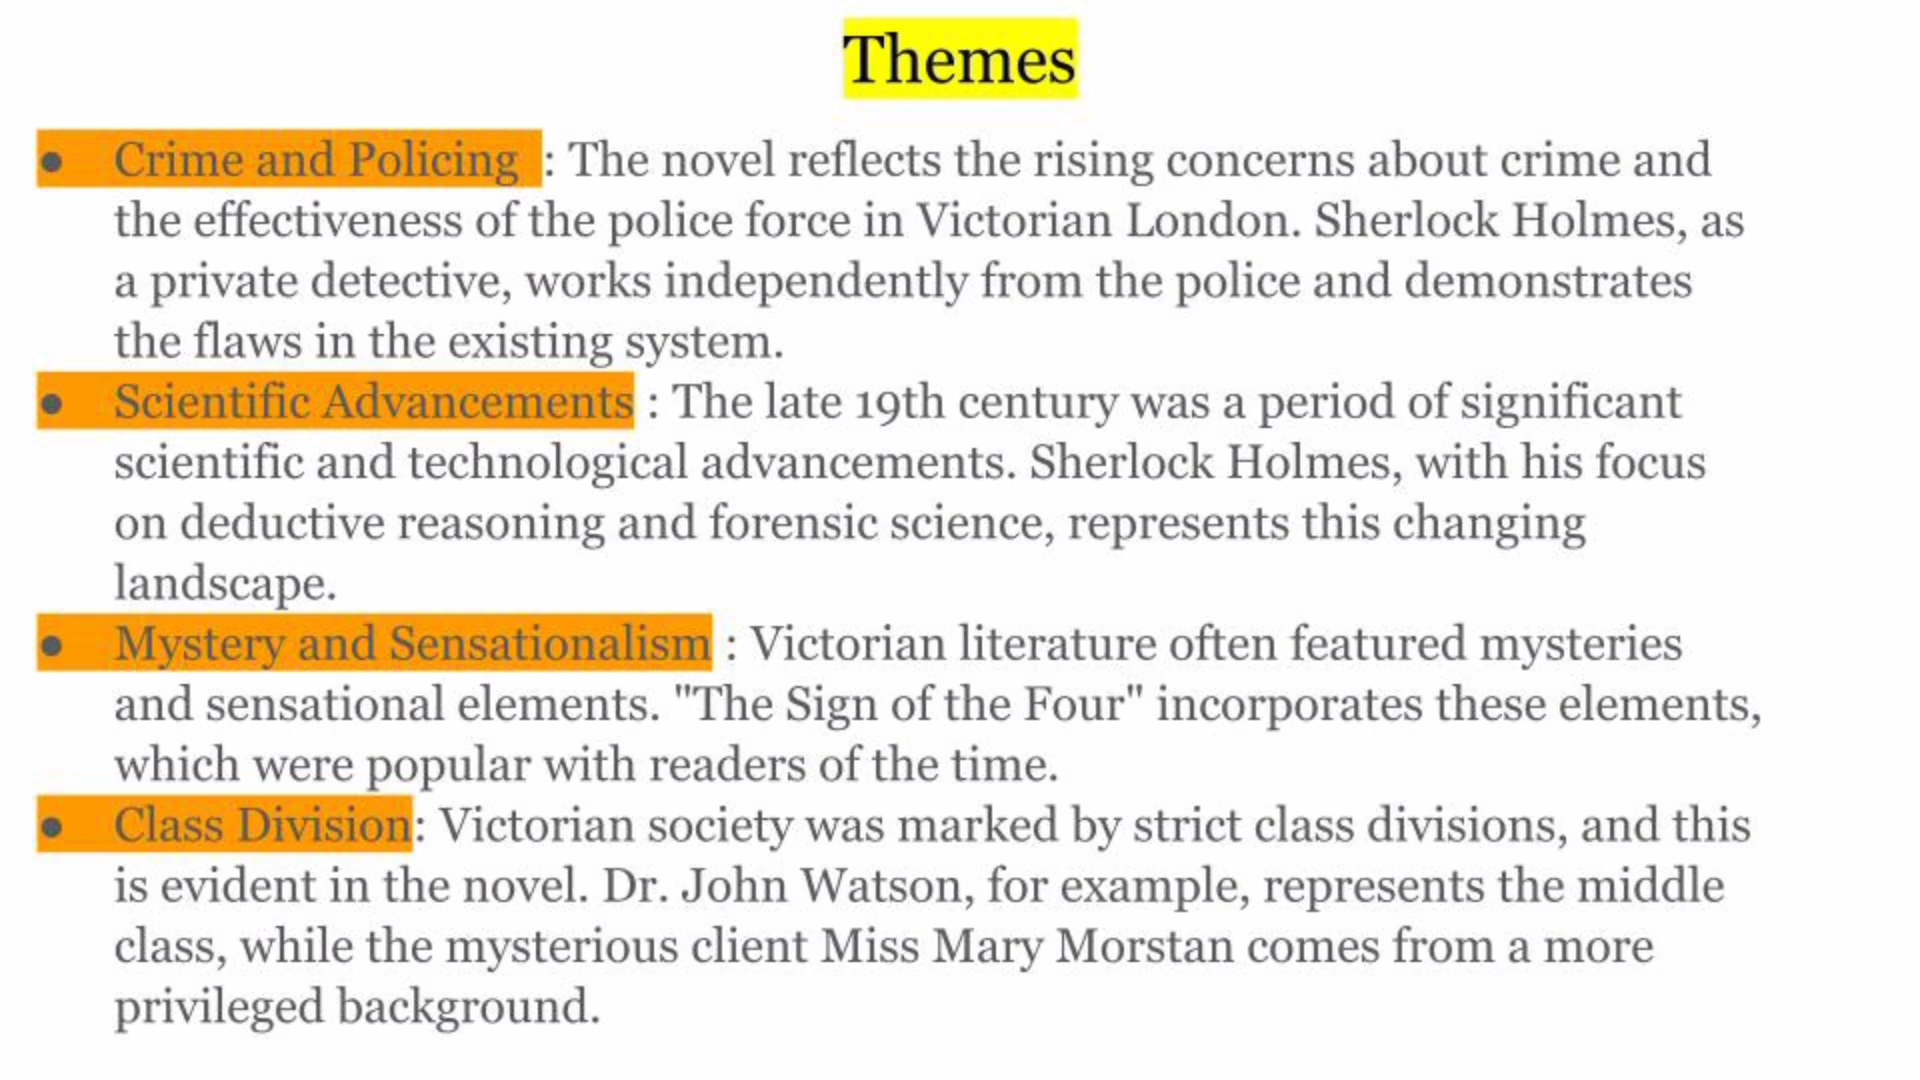 Themes
● Crime and Policing : The novel reflects the rising concerns about crime and
the effectiveness of the police force in Victorian London. Sherlock Holmes, as
a private detective, works independently from the police and demonstrates
the flaws in the existing system.
● Scientific Advancements : The late 19th century was a period of significant
scientific and technological advancements. Sherlock Holmes, with his focus
on deductive reasoning and forensic science, represents this changing
landscape.
● Mystery and Sensationalism : Victorian literature often featured mysteries
and sensational elements. "The Sign of the Four" incorporates these elements,
which were popular with readers of the time.
● Class Division: Victorian society was marked by strict class divisions, and this
is evident in the novel. Dr. John Watson, for example, represents the middle
class, while the mysterious client Miss Mary Morstan comes from a more
privileged background.